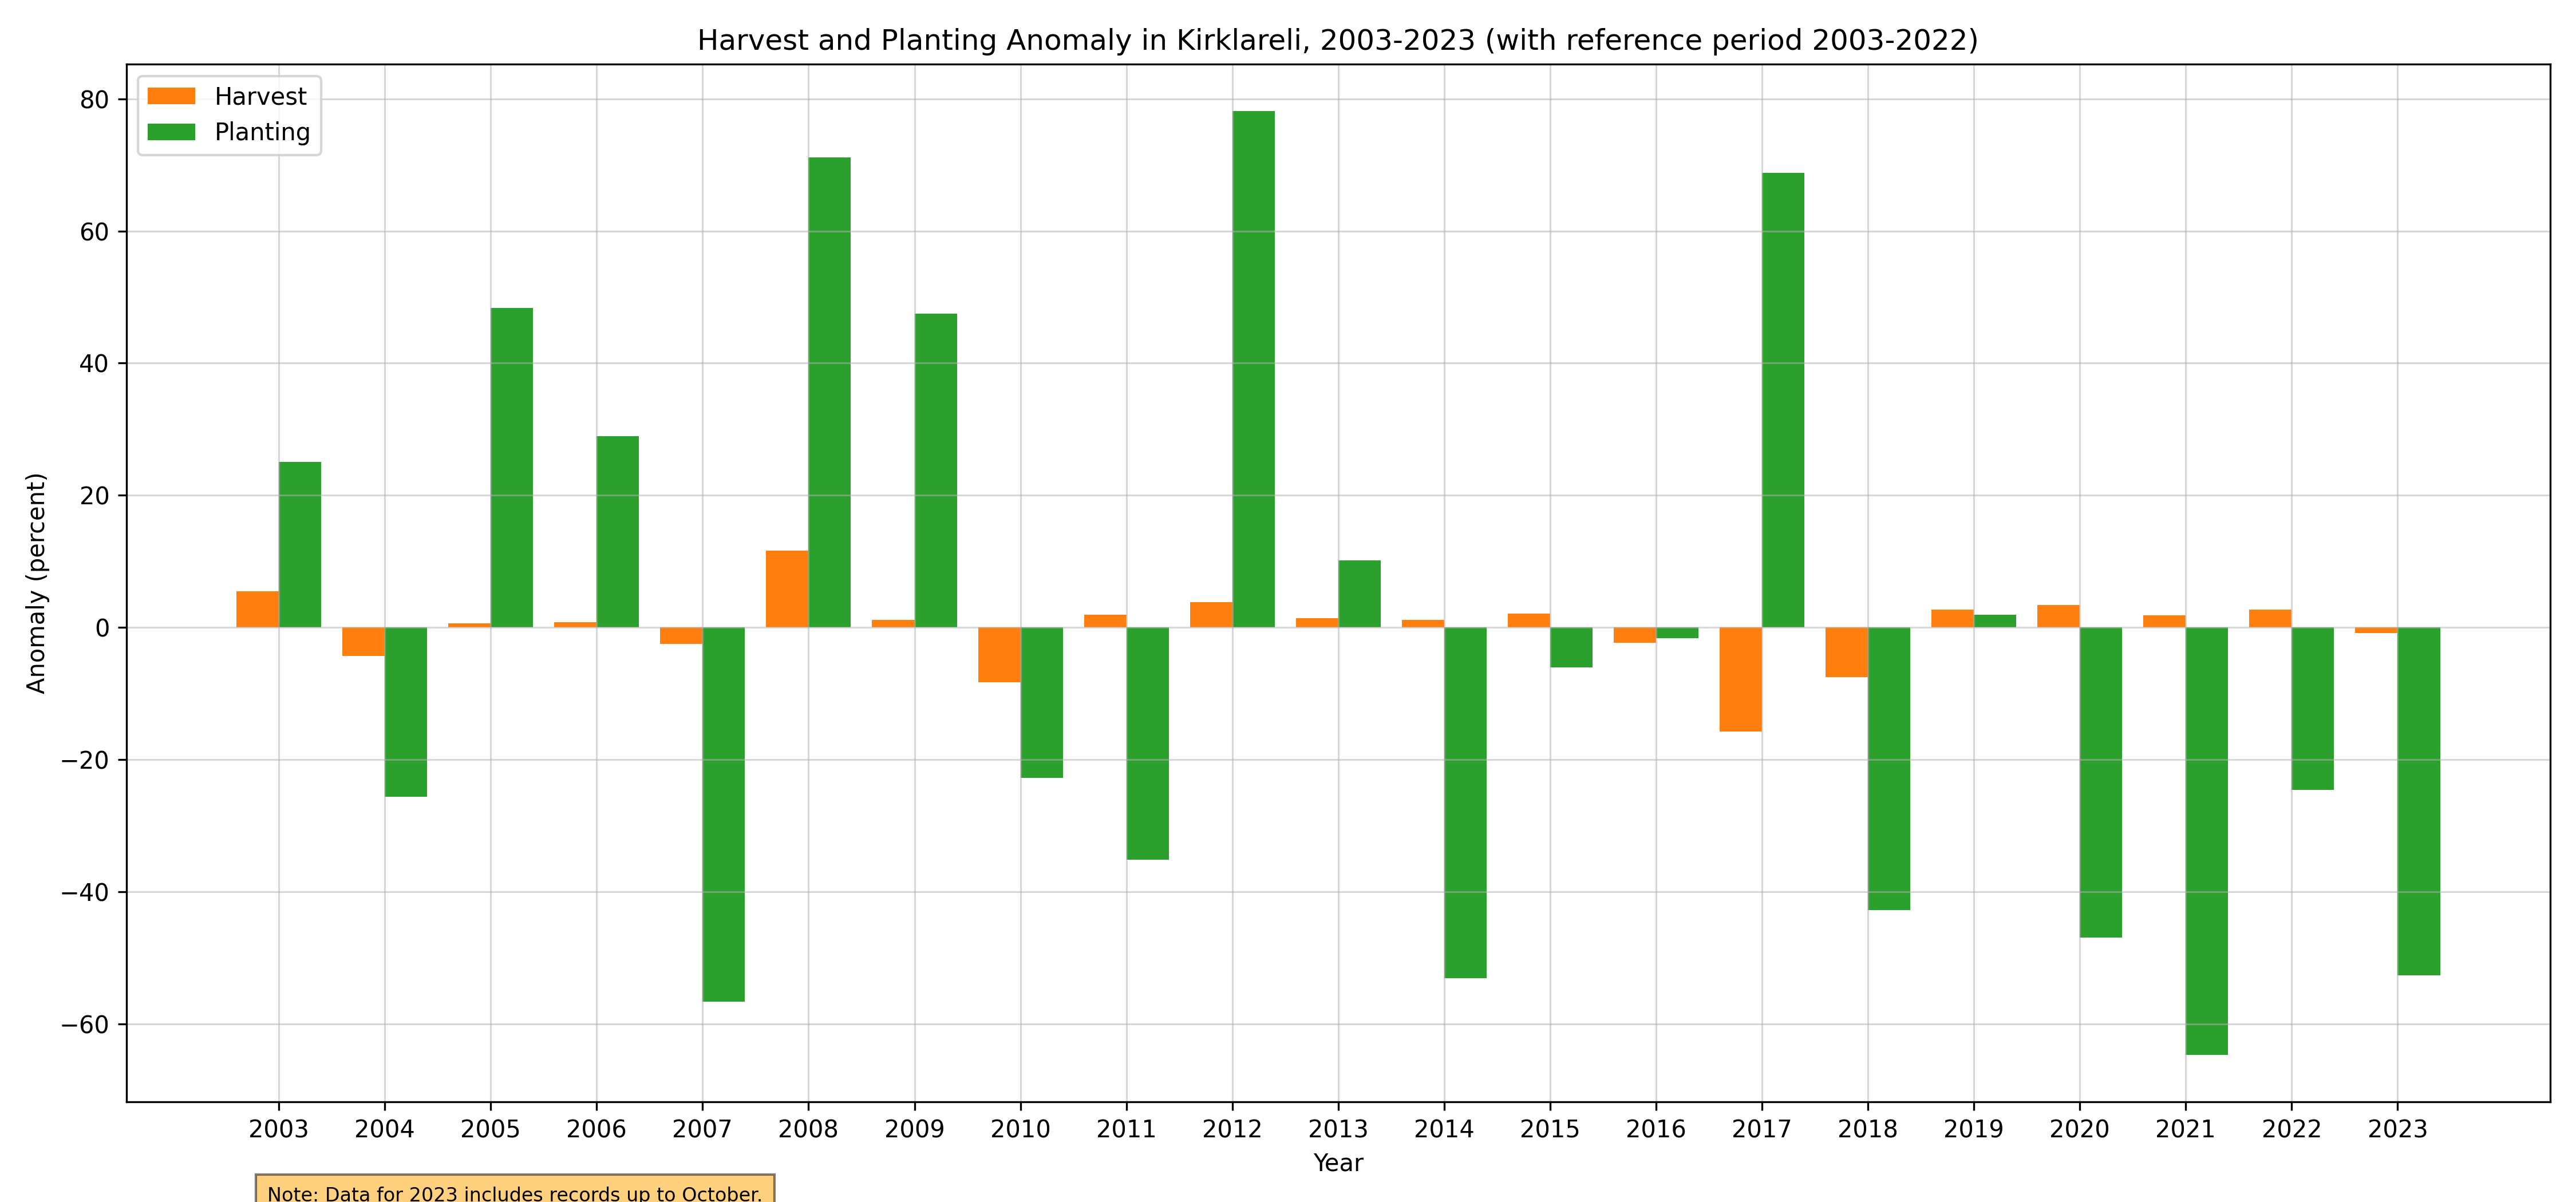 Harvest and Planting Anomaly in Kirklareli, 2003-2023 (with reference period 2003-2022)
Harvest
Planting
Anomaly (percent)
80
60
40
20
0
−20
−40
−60
2003 2004 2005 2006 2007 2008 2009 2010 2011 2012 2013 2014 2015 2016 2017 2018 2019 2020 2021 2022 2023
Year
Note: Data for 2023 includes records up to October.